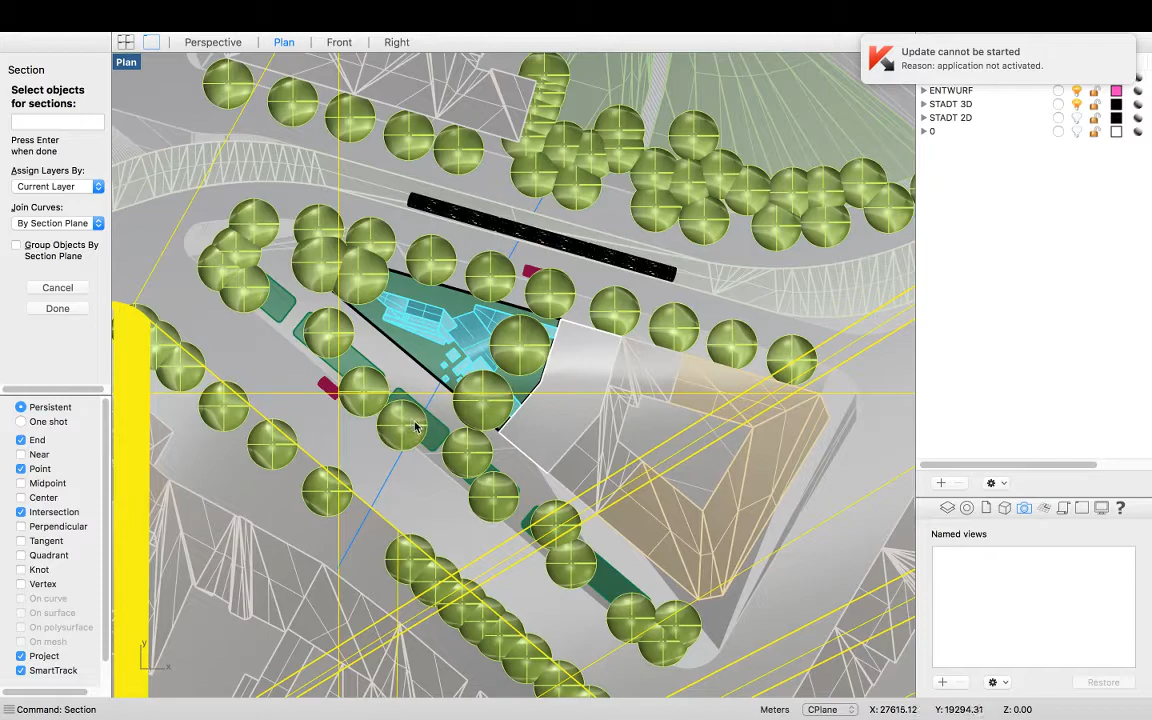 Perspective
Plan
Front
Right
Update cannot be started
Reason: application not activated.
Section
Select objects
for sections:
Press Enter
when done
Assign Layers By:
Current Layer
Join Curves:
By Section Plane
Group Objects By
Section Plane
Cancel
Done
Persistent
One shot
End
Near
Point
Midpoint
Center
Intersection
Perpendicular
Tangent
Quadrant
Knot
Vertex
On curve
On surface
On polysurface
On mesh
Project
SmartTrack
Plan
y
x
ENTWURF
STADT 3D
STADT 2D
0
Named views
Restore
Command: Section
Meters
CPlane
X: 27615.12
Y: 19294.31
Z: 0.00